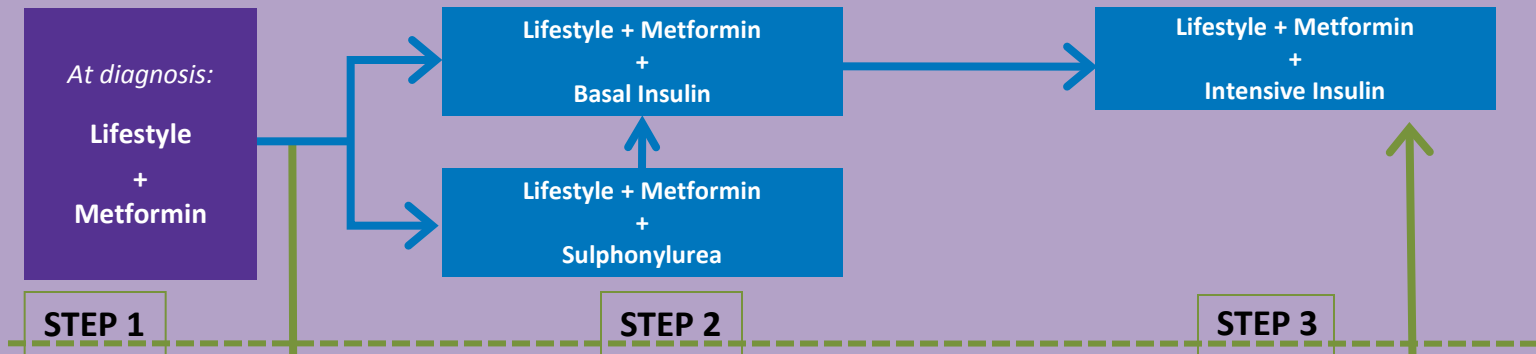 At diagnosis:
Lifestyle
+
Metformin
Lifestyle + Metformin
+
Basal Insulin
Lifestyle + Metformin
+
Sulphonylurea
Lifestyle + Metformin
+
Intensive Insulin
STEP 1
STEP 2
STEP 3